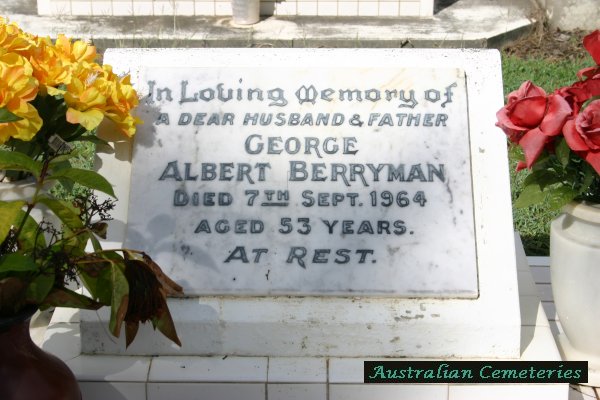 In Loving Memory
A DEAR HUSBAND & FATHER
GEORGE
ALBERT BERRYMAN
DIED 7TH SEPT. 1964
AGED 53 YEARS.
AT REST.
Australian Cemeteries